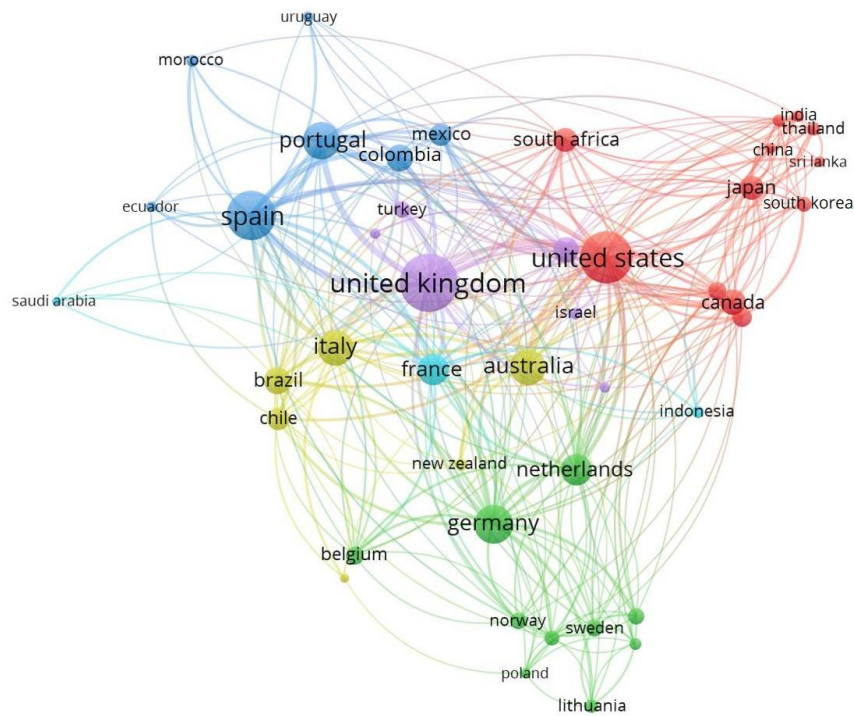 uruguay
morocco
india
thailand
portugal
mexico
south africa
china
colombia
sri lanka
japan
ecuador
spain
turkey
south korea
united states
united kingdom
saudi arabia
israel
canada
italy
france
australia
brazil
indonesia
chile
new zealand
netherlands
germany
belgium
norway
sweden
poland
lithuania